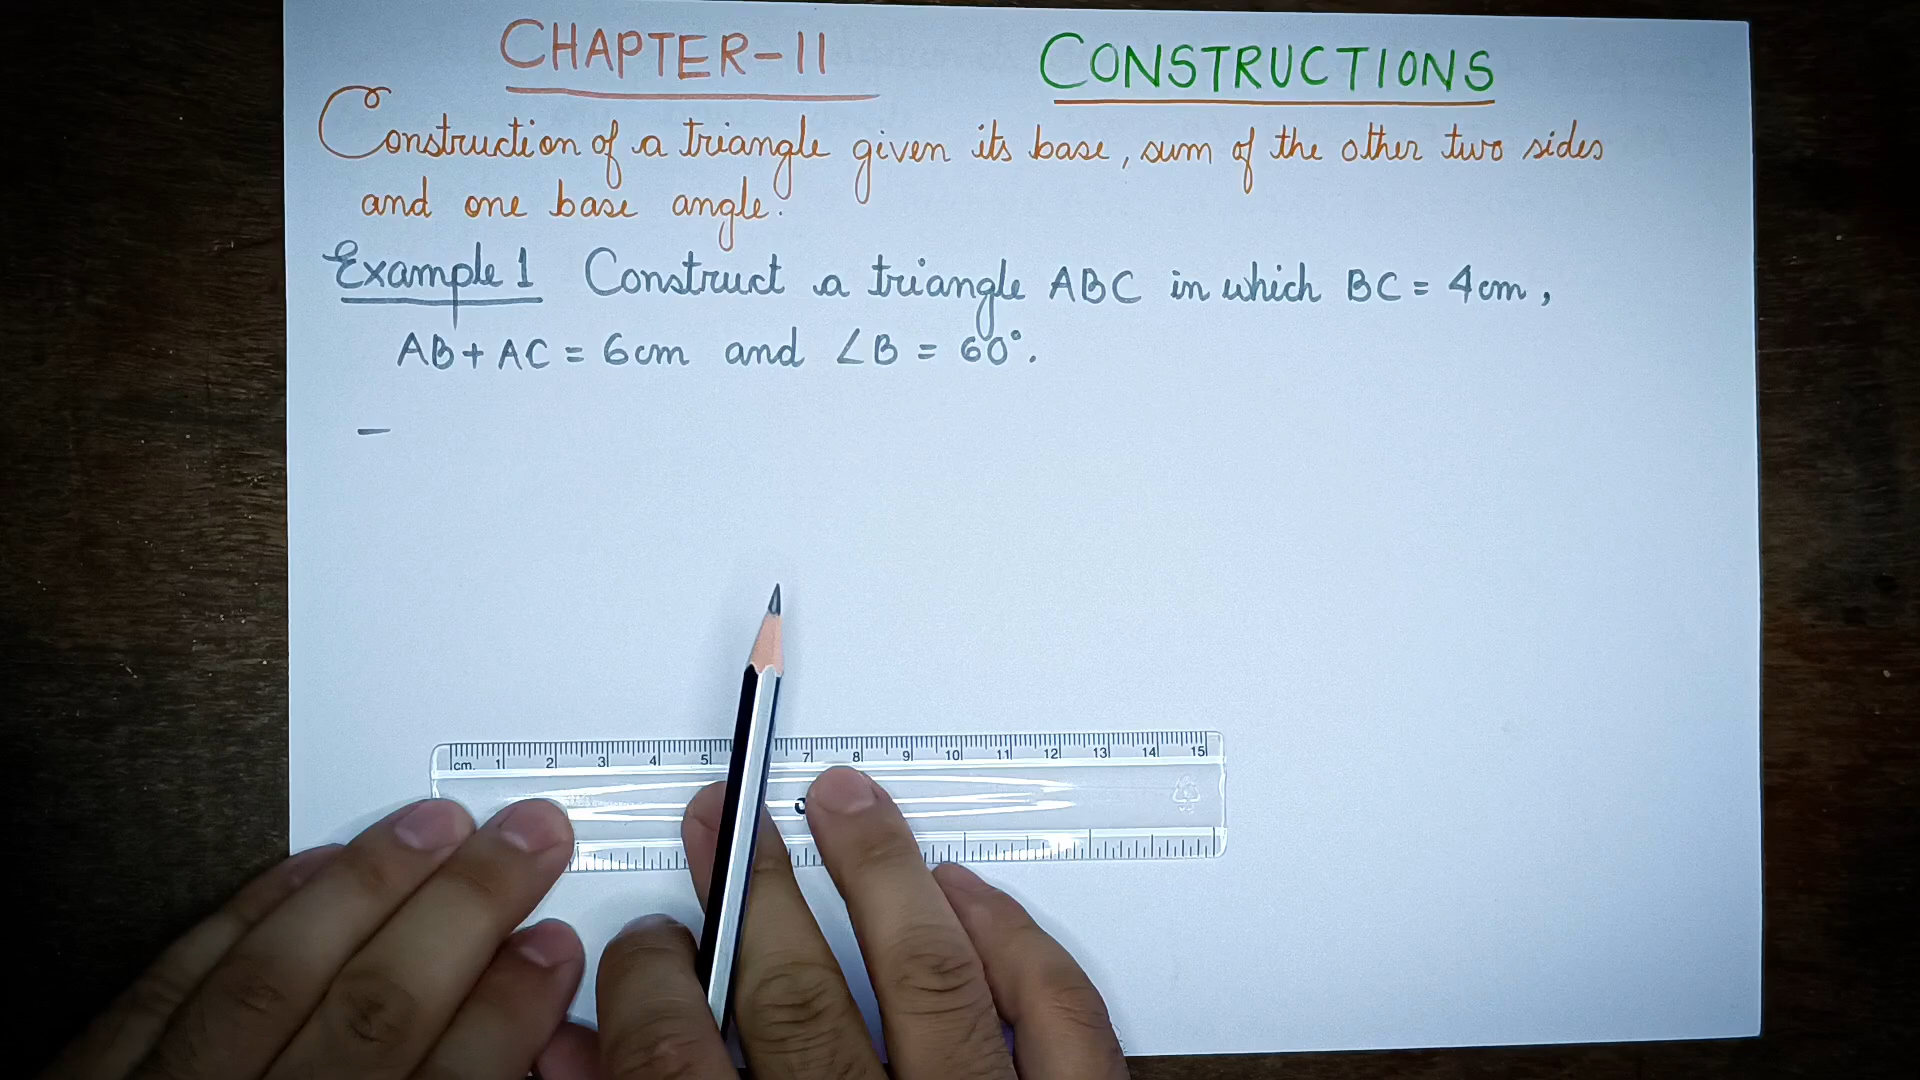 CHAPTER-11 CONSTRUCTIONS
Construction of a triangle given its base, sum of the other two sides
and one base angle.
Example 1 Construct a triangle ABC in which BC = 4cm,
AB + AC = 6cm and ∠B = 60°.
cm. 1 2 3 4 5 7 8 9 10 11 12 13 14 15